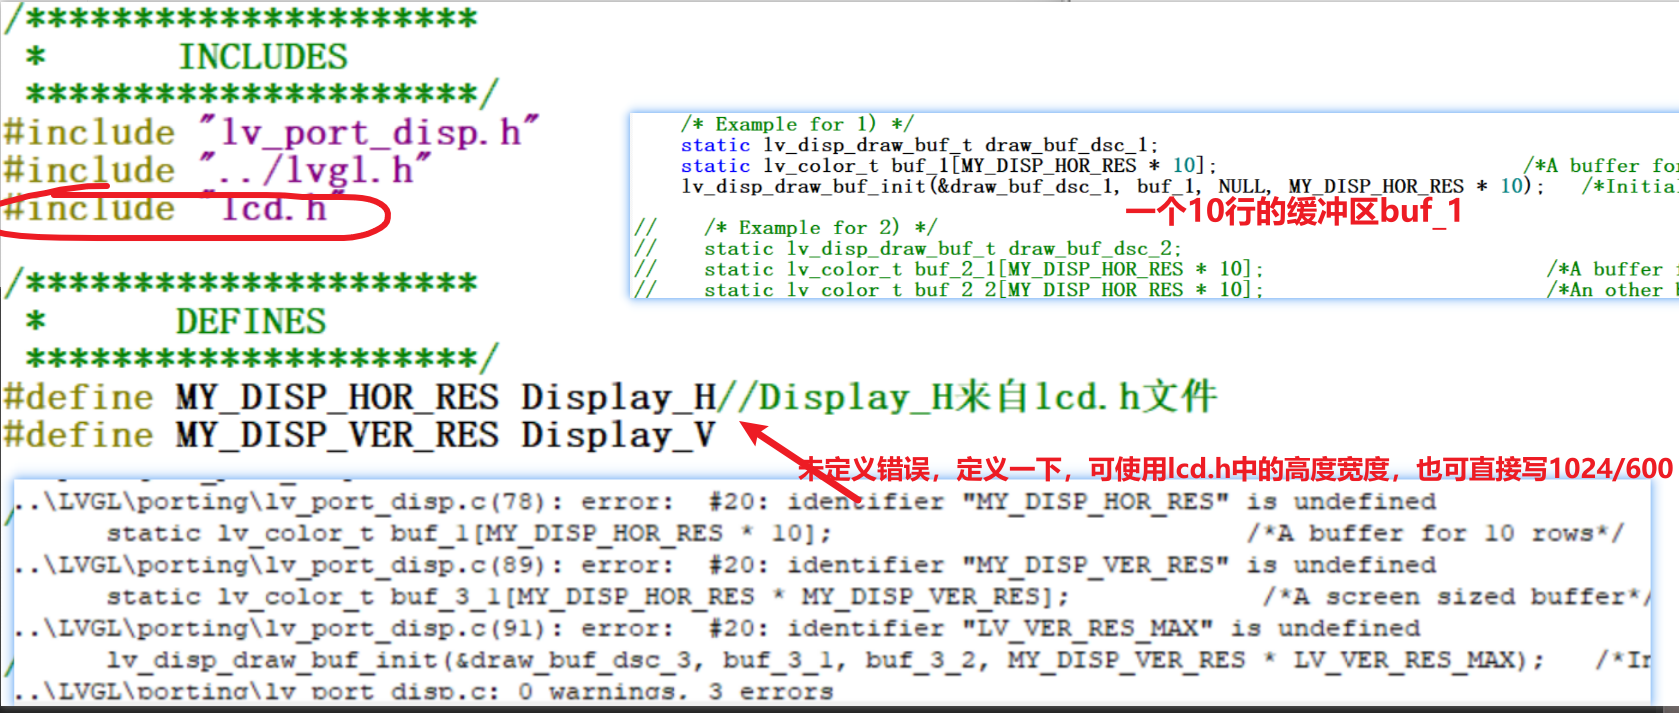 /*********************
 *      INCLUDES
 *********************/
#include "lv_port_disp.h"
#include "../lvgl.h"
#include "lcd.h"
/*********************
 *      DEFINES
 *********************/
#define MY_DISP_HOR_RES Display_H//Display_H来自lcd.h文件
#define MY_DISP_VER_RES Display_V
/* Example for 1) */
static lv_disp_draw_buf_t draw_buf_dsc_1;
static lv_color_t buf_1[MY_DISP_HOR_RES * 10]; /*A buffer for
lv_disp_draw_buf_init(&draw_buf_dsc_1, buf_1, NULL, MY_DISP_HOR_RES * 10); /*Initial
一个10行的缓冲区buf_1
// /* Example for 2) */
// static lv_disp_draw_buf_t draw_buf_dsc_2;
// static lv_color_t buf_2_1[MY_DISP_HOR_RES * 10]; /*A buffer
// static lv_color_t buf_2_2[MY_DISP_HOR_RES * 10]; /*An other
未定义错误，定义一下，可使用lcd.h中的高度宽度，也可直接写1024/600
..\LVGL\porting\lv_port_disp.c(78): error:  #20: identifier "MY_DISP_HOR_RES" is undefined
static lv_color_t buf_1[MY_DISP_HOR_RES * 10]; /*A buffer for 10 rows*/
..\LVGL\porting\lv_port_disp.c(89): error:  #20: identifier "MY_DISP_VER_RES" is undefined
static lv_color_t buf_3_1[MY_DISP_HOR_RES * MY_DISP_VER_RES]; /*A screen sized buffer*/
..\LVGL\porting\lv_port_disp.c(91): error:  #20: identifier "LV_VER_RES_MAX" is undefined
lv_disp_draw_buf_init(&draw_buf_dsc_3, buf_3_1, buf_3_2, MY_DISP_VER_RES * LV_VER_RES_MAX); /*In
..\LVGL\porting\lv_port_disp.c: 0 warnings, 3 errors